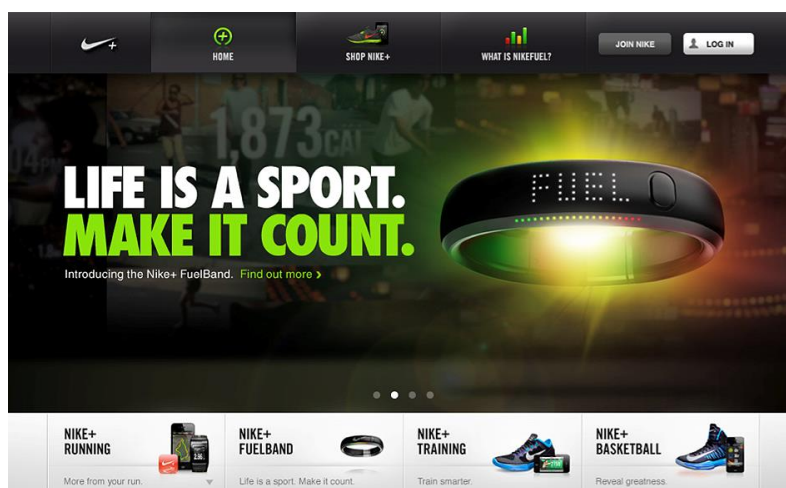 HOME
SHOP NIKE+
WHAT IS NIKEFUEL?
JOIN NIKE
LOG IN
1,873CAL
LIFE IS A SPORT.
MAKE IT COUNT.
Introducing the Nike+ FuelBand. Find out more ›
FUEL
NIKE+
RUNNING
More from your run.
NIKE+
FUELBAND
Life is a sport. Make it count.
NIKE+
TRAINING
Train smarter.
NIKE+
BASKETBALL
Reveal greatness.